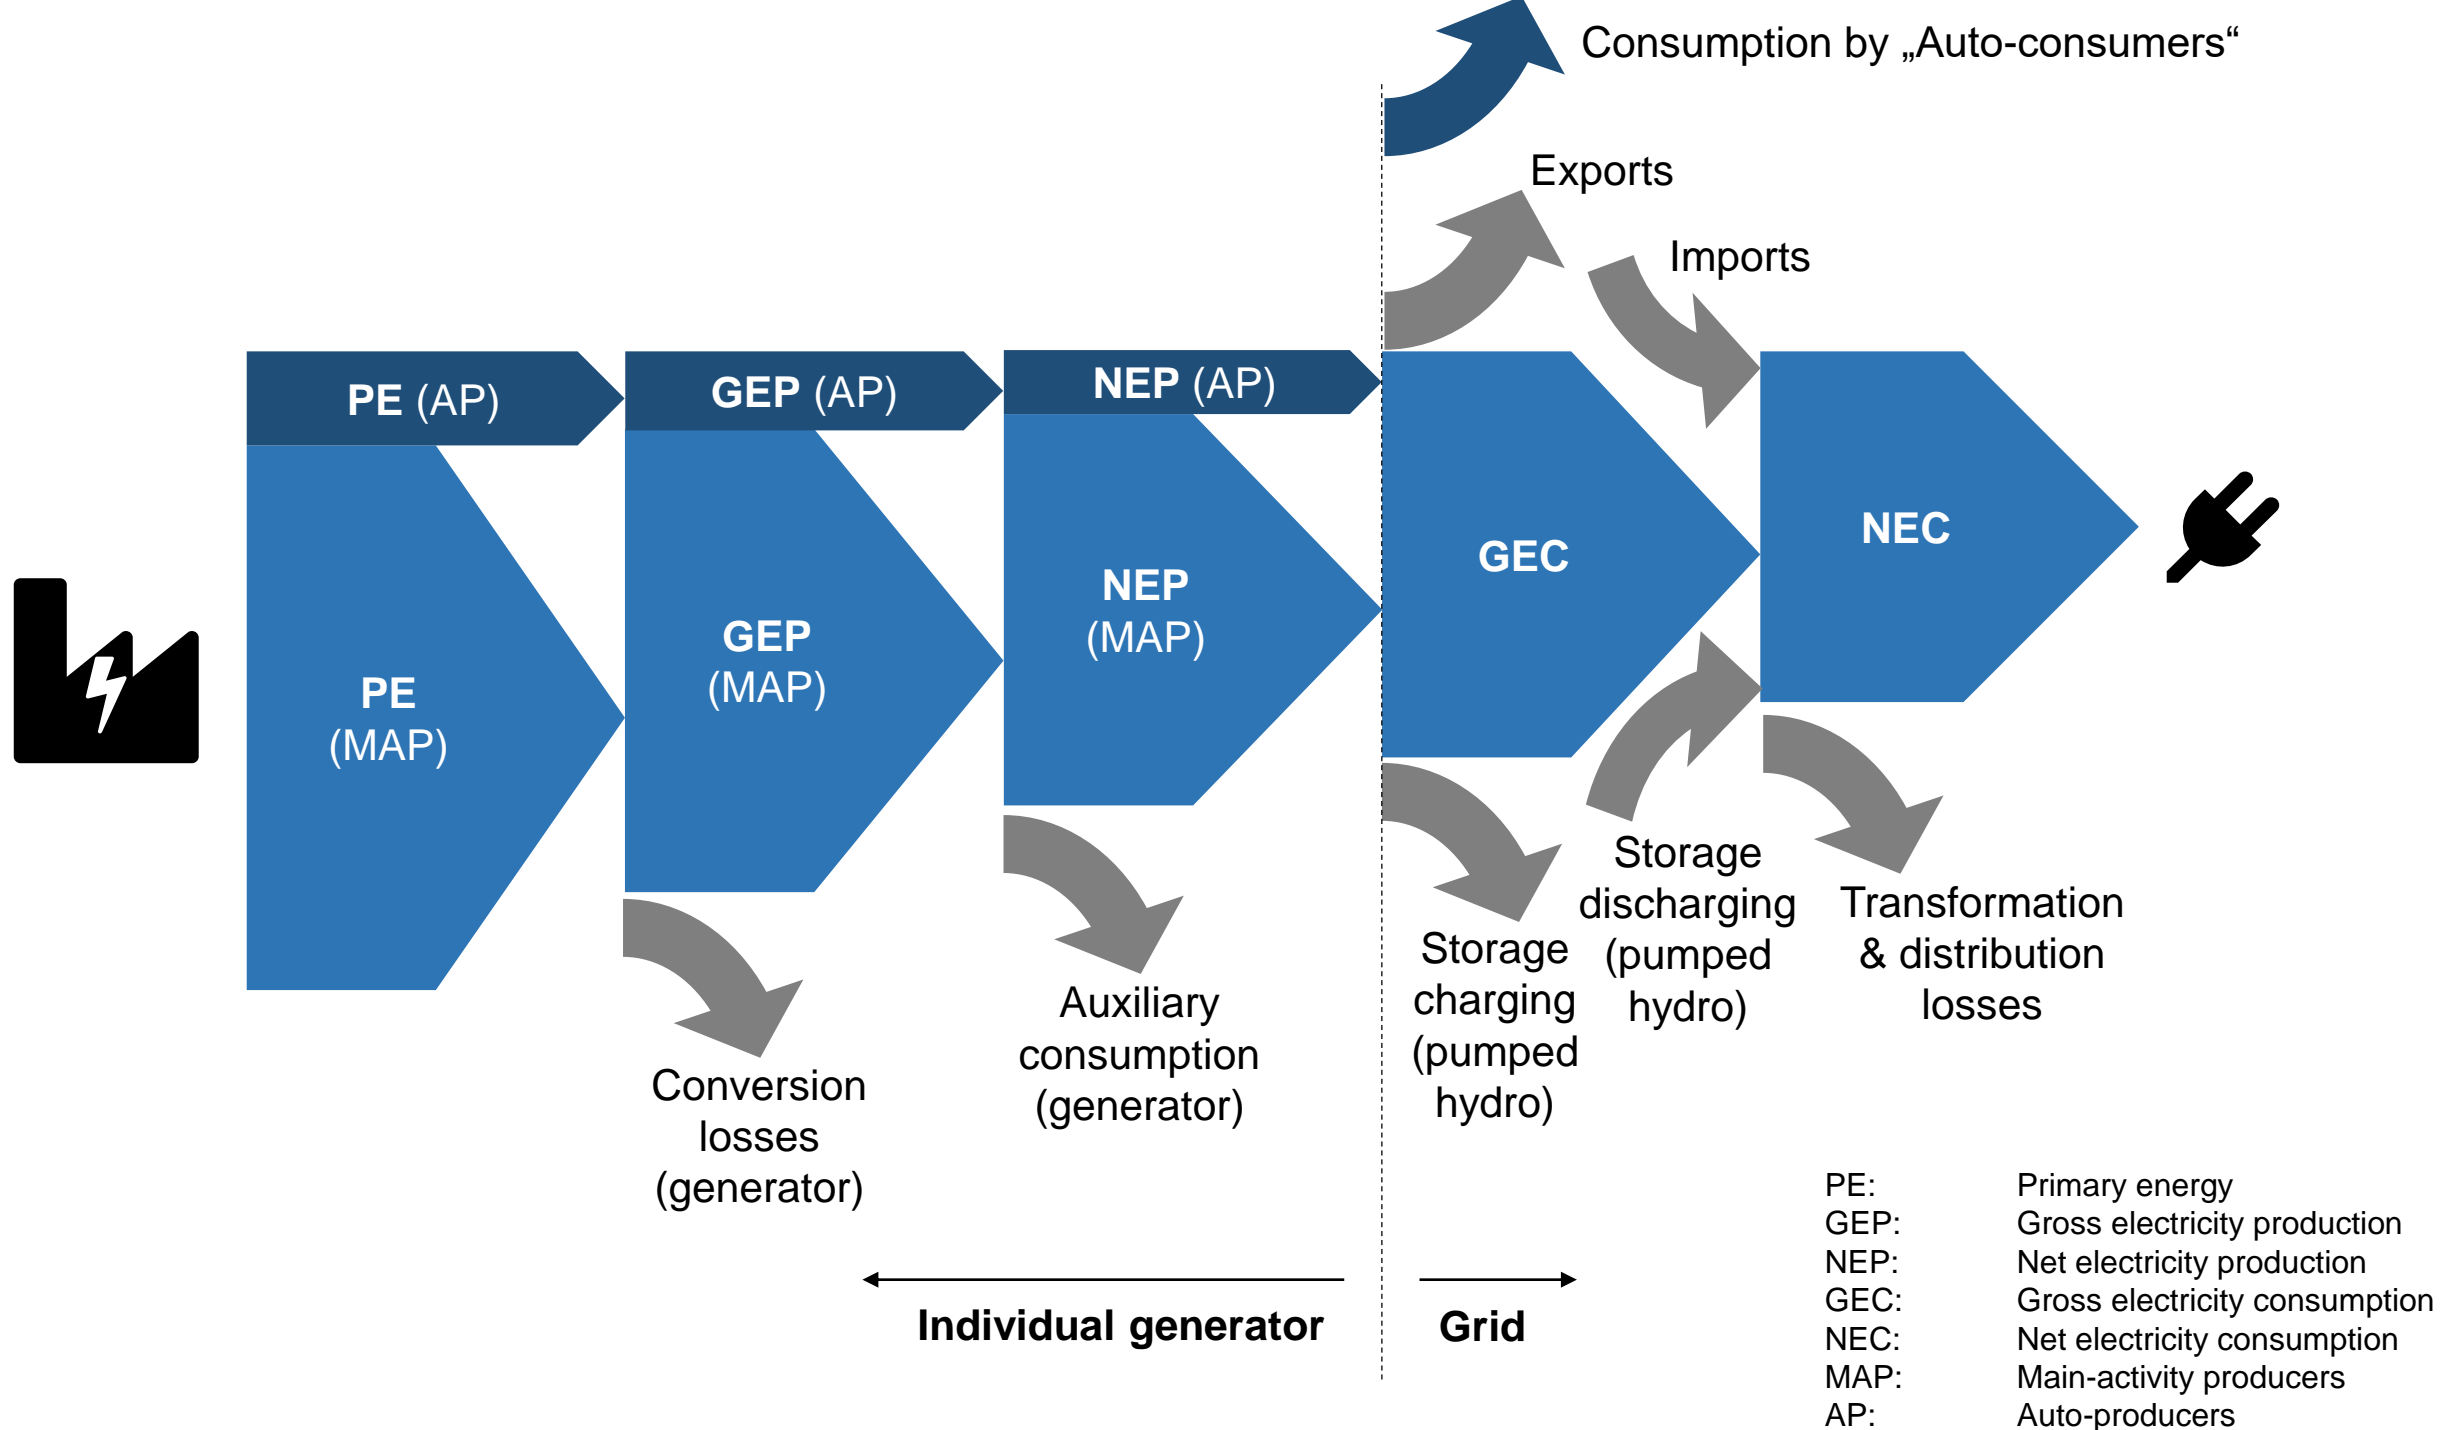 Consumption by „Auto-consumers“
Exports
Imports
PE (AP)
GEP (AP)
NEP (AP)
PE
(MAP)
GEP
(MAP)
NEP
(MAP)
GEC
NEC
Conversion
losses
(generator)
Auxiliary
consumption
(generator)
Storage
charging
(pumped
hydro)
Storage
discharging
(pumped
hydro)
Transformation
& distribution
losses
Individual generator
Grid
PE: Primary energy
GEP: Gross electricity production
NEP: Net electricity production
GEC: Gross electricity consumption
NEC: Net electricity consumption
MAP: Main-activity producers
AP: Auto-producers